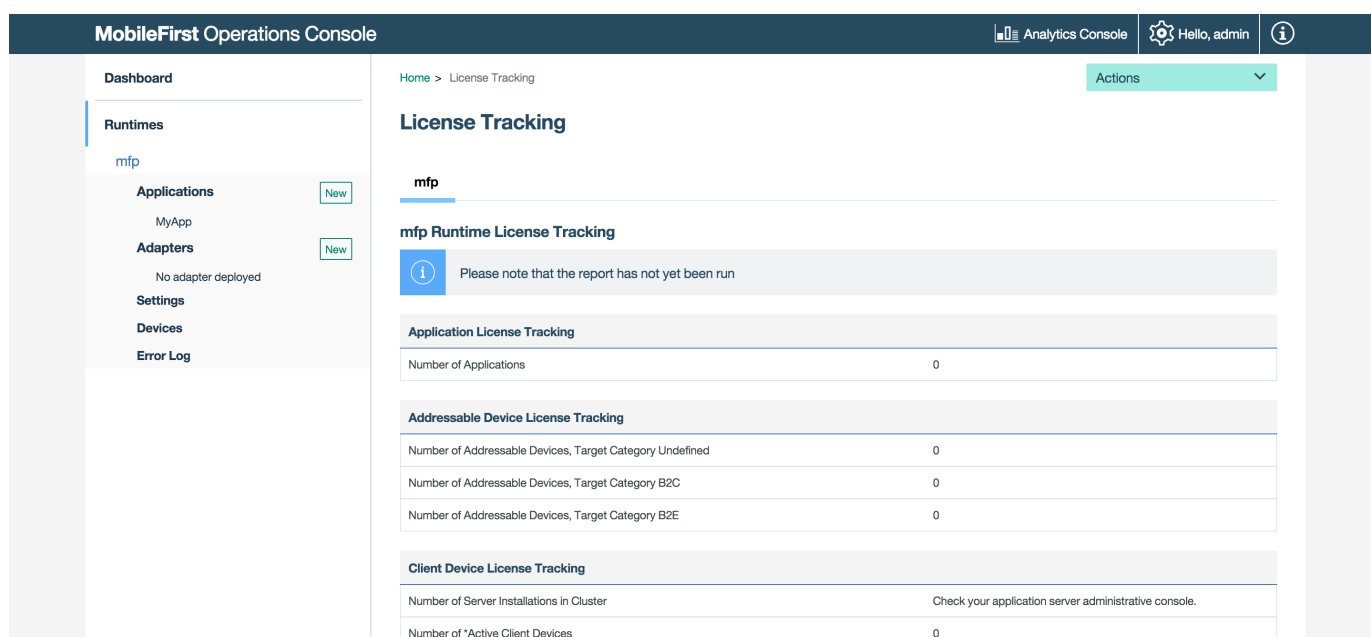 MobileFirst Operations Console
Analytics Console
Hello, admin
Dashboard
Runtimes
mfp
Applications New
MyApp
Adapters New
No adapter deployed
Settings
Devices
Error Log
Home > License Tracking
Actions
License Tracking
mfp
mfp Runtime License Tracking
i Please note that the report has not yet been run
Application License Tracking
Number of Applications 0
Addressable Device License Tracking
Number of Addressable Devices, Target Category Undefined 0
Number of Addressable Devices, Target Category B2C 0
Number of Addressable Devices, Target Category B2E 0
Client Device License Tracking
Number of Server Installations in Cluster Check your application server administrative console.
Number of *Active Client Devices 0